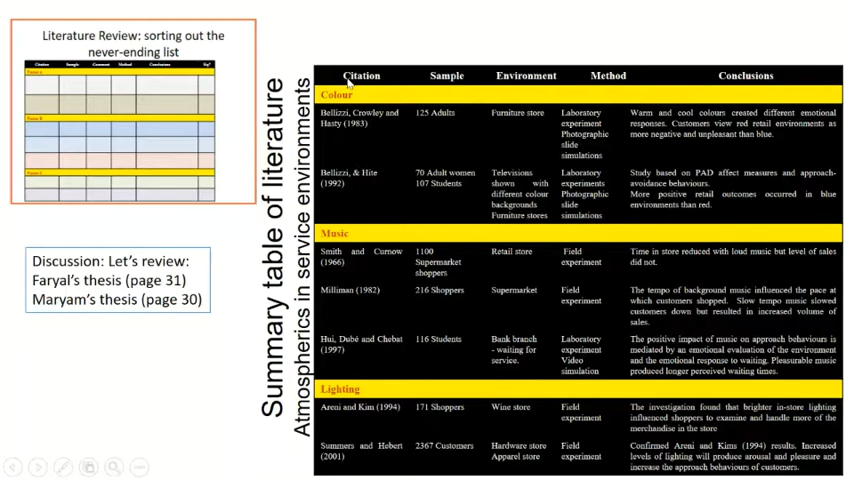 Literature Review: sorting out the
never-ending list
Citation Sample Comment Method Conclusions
Discussion: Let's review:
Faryal's thesis (page 31)
Maryam's thesis (page 30)
Summary table of literature
Atmospherics in service environments
Citation Sample Environment Method Conclusions
Colour
Bellizzi, Crowley and
Hasty (1983)
125 Adults
Furniture store
Laboratory
experiment
Photographic
slide
simulations
Warm and cool colours created different emotional
responses. Customers view red retail environments as
more negative and unpleasant than blue.
Bellizzi, & Hite
(1992)
70 Adult women
107 Students
Televisions
shown with
different colour
backgrounds
Furniture stores
Laboratory
experiments
Photographic
slide
simulations
Study based on PAD affect measures and approach-
avoidance behaviours.
More positive retail outcomes occurred in blue
environments than red.
Music
Smith and Curnow
(1966)
1100
Supermarket
shoppers
Retail store
Field
experiment
Time in store reduced with loud music but level of sales
did not.
Milliman (1982)
216 Shoppers
Supermarket
Field
experiment
The tempo of background music influenced the pace at
which customers shopped. Slow tempo music slowed
customers down but resulted in increased volume of
sales.
Hui, Dubé and Chebat
(1997)
116 Students
Bank branch
- waiting for
service.
Laboratory
experiment
Video
simulation
The positive impact of music on approach behaviours is
mediated by an emotional evaluation of the environment
and the emotional response to waiting. Pleasurable music
produced longer perceived waiting times.
Lighting
Areni and Kim (1994)
171 Shoppers
Wine store
Field
experiment
The investigation found that brighter in-store lighting
influenced shoppers to examine and handle more of the
merchandise in the store
Summers and Hebert
(2001)
2367 Customers
Hardware store
Apparel store
Field
experiment
Confirmed Areni and Kims (1994) results. Increased
levels of lighting will produce arousal and pleasure and
increase the approach behaviours of customers.